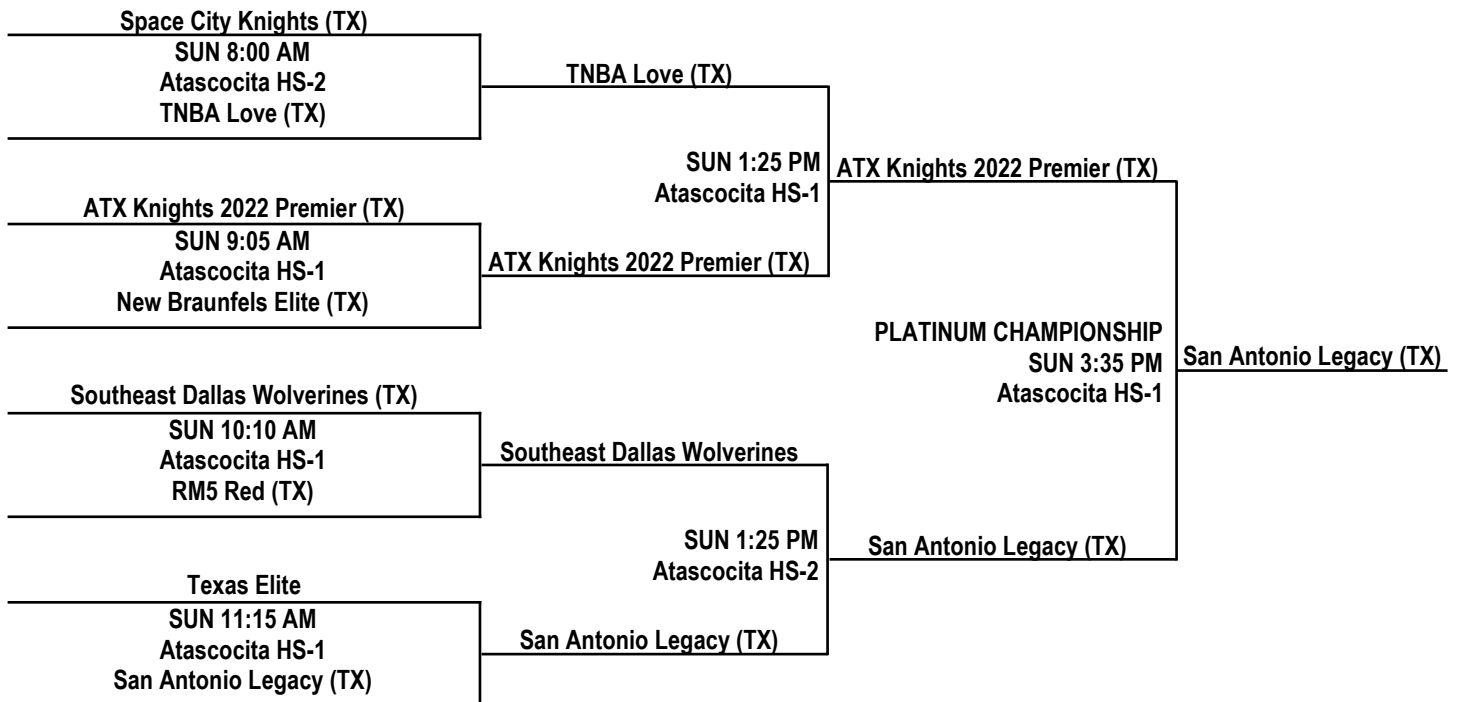 Space City Knights (TX)
SUN 8:00 AM
Atascocita HS-2
TNBA Love (TX)
TNBA Love (TX)
SUN 1:25 PM
Atascocita HS-1
ATX Knights 2022 Premier (TX)
ATX Knights 2022 Premier (TX)
SUN 9:05 AM
Atascocita HS-1
New Braunfels Elite (TX)
ATX Knights 2022 Premier (TX)
PLATINUM CHAMPIONSHIP
SUN 3:35 PM
Atascocita HS-1
San Antonio Legacy (TX)
Southeast Dallas Wolverines (TX)
SUN 10:10 AM
Atascocita HS-1
RM5 Red (TX)
Southeast Dallas Wolverines
SUN 1:25 PM
Atascocita HS-2
San Antonio Legacy (TX)
Texas Elite
SUN 11:15 AM
Atascocita HS-1
San Antonio Legacy (TX)
San Antonio Legacy (TX)